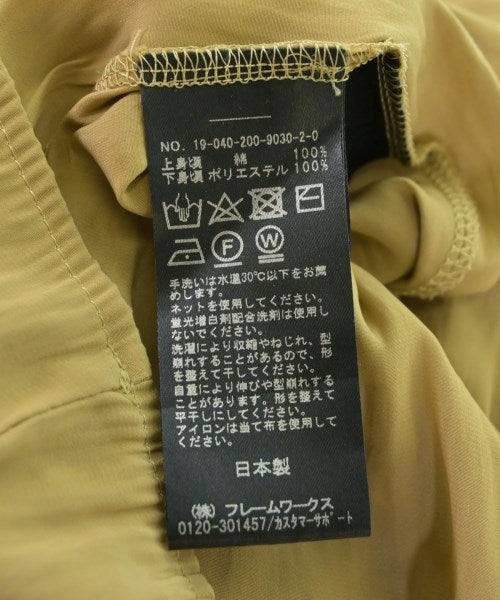 NO. 19-040-200-9030-2-0
上身頃 綿 100%
下身頃 ポリエステル 100%
F W
手洗いは水温30℃以下をお薦
めします。
ネットを使用してください。
蛍光増白剤配合洗剤は使用し
ないでください。
洗濯により収縮やねじれ、型
崩れすることがあるので、形
を整えて干してください。
自重により伸びや型崩れする
ことがあります。形を整えて
平干しにしてください。
アイロンは当て布を使用して
ください。
日本製
(株) フレームワークス
0120-301457/カスタマーサポート